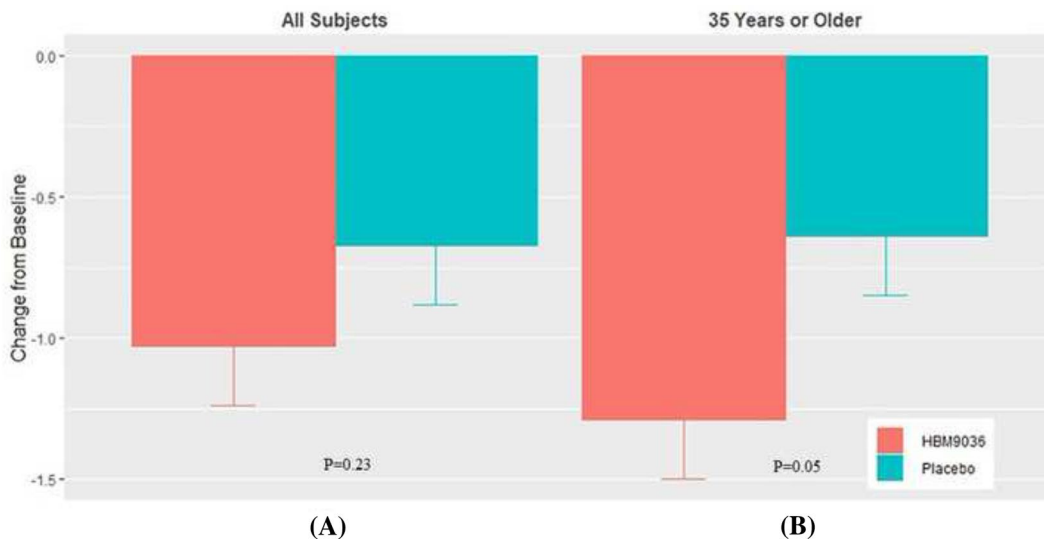 All Subjects
35 Years or Older
Change from Baseline
0.0
-0.5
-1.0
-1.5
P=0.23
P=0.05
HBM9036
Placebo
(A)
(B)